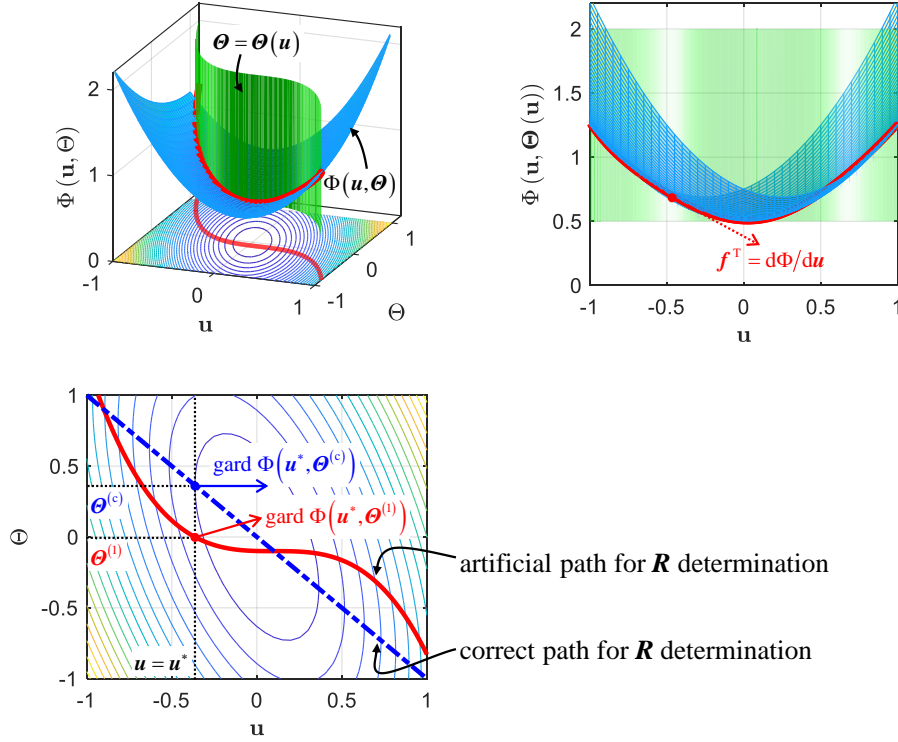 Θ = Θ(u)
2
1
0
Φ (u, Θ)
Φ(u,Θ)
-1
0
1
u
-1
0
1
Θ
2
1.5
1
0.5
0
Φ (u, Θ (u))
f ᵀ = dΦ/du
-1
-0.5
0
0.5
1
u
1
0.5
0
-0.5
-1
Θ
gard Φ(u*, Θ⁽ᶜ⁾)
Θ⁽ᶜ⁾
gard Φ(u*, Θ⁽¹⁾)
Θ⁽¹⁾
artificial path for R determination
correct path for R determination
u = u*
-1
-0.5
0
0.5
1
u